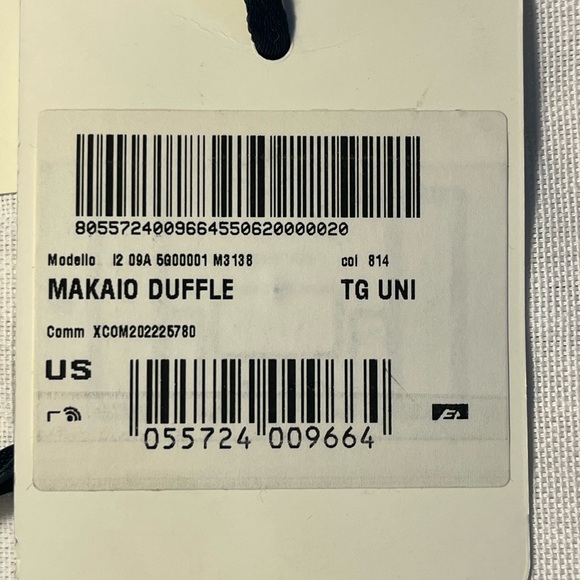 8055724009664550620000020
Modello I2 09A 5Q00001 M3138 col 814
MAKAIO DUFFLE TG UNI
Comm XCOM202225780
US
055724 009664